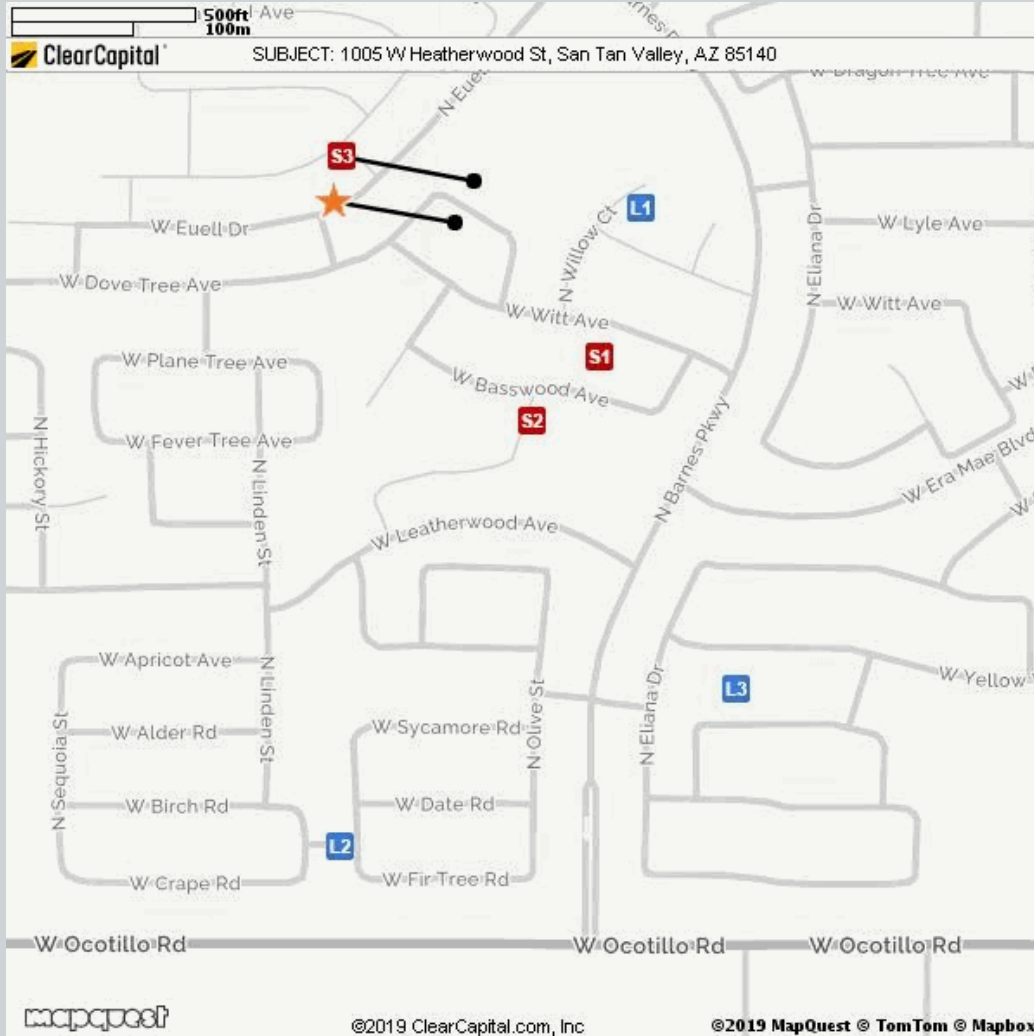 500ft
100m
Ave
ClearCapital
SUBJECT: 1005 W Heatherwood St, San Tan Valley, AZ 85140
W Dragon Tree Ave
S3
L1
W Euell Dr
N Willow Ct
N Eliana Dr
W Lyle Ave
W Dove Tree Ave
W Witt Ave
W Witt Ave
S1
W Plane Tree Ave
W Basswood Ave
S2
N Hickory St
W Fever Tree Ave
N Linden St
N Barnes Pkwy
W Era Mae Blvd
W Leatherwood Ave
W Apricot Ave
N Linden St
W Yellow
L3
N Sequoia St
W Alder Rd
W Sycamore Rd
N Olive St
N Eliana Dr
W Birch Rd
W Date Rd
L2
W Crape Rd
W Fir Tree Rd
W Ocotillo Rd
W Ocotillo Rd
W Ocotillo Rd
mapquest
©2019 ClearCapital.com, Inc
©2019 MapQuest © TomTom © Mapbox